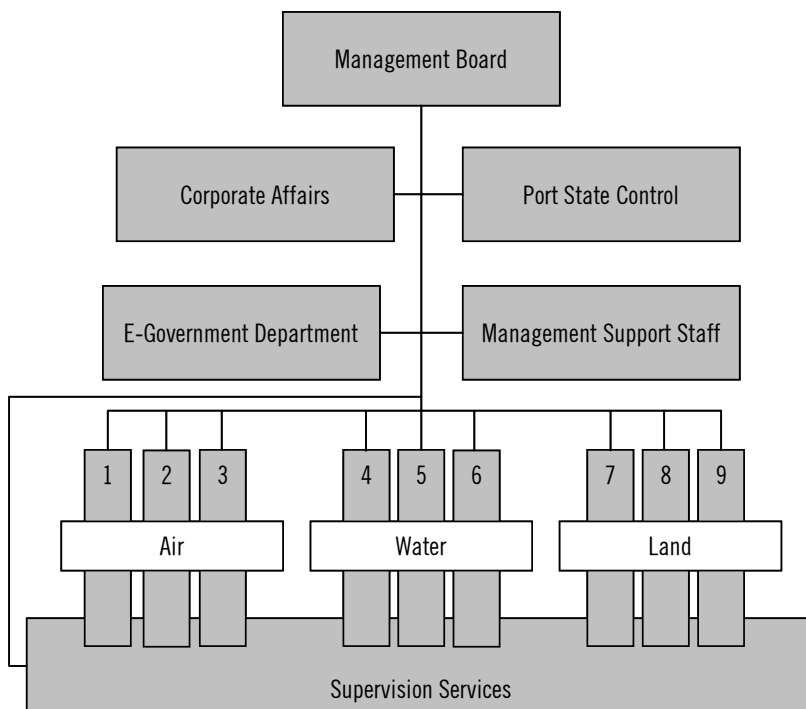 Management Board
Corporate Affairs
Port State Control
E-Government Department
Management Support Staff
1 2 3 4 5 6 7 8 9
Air
Water
Land
Supervision Services